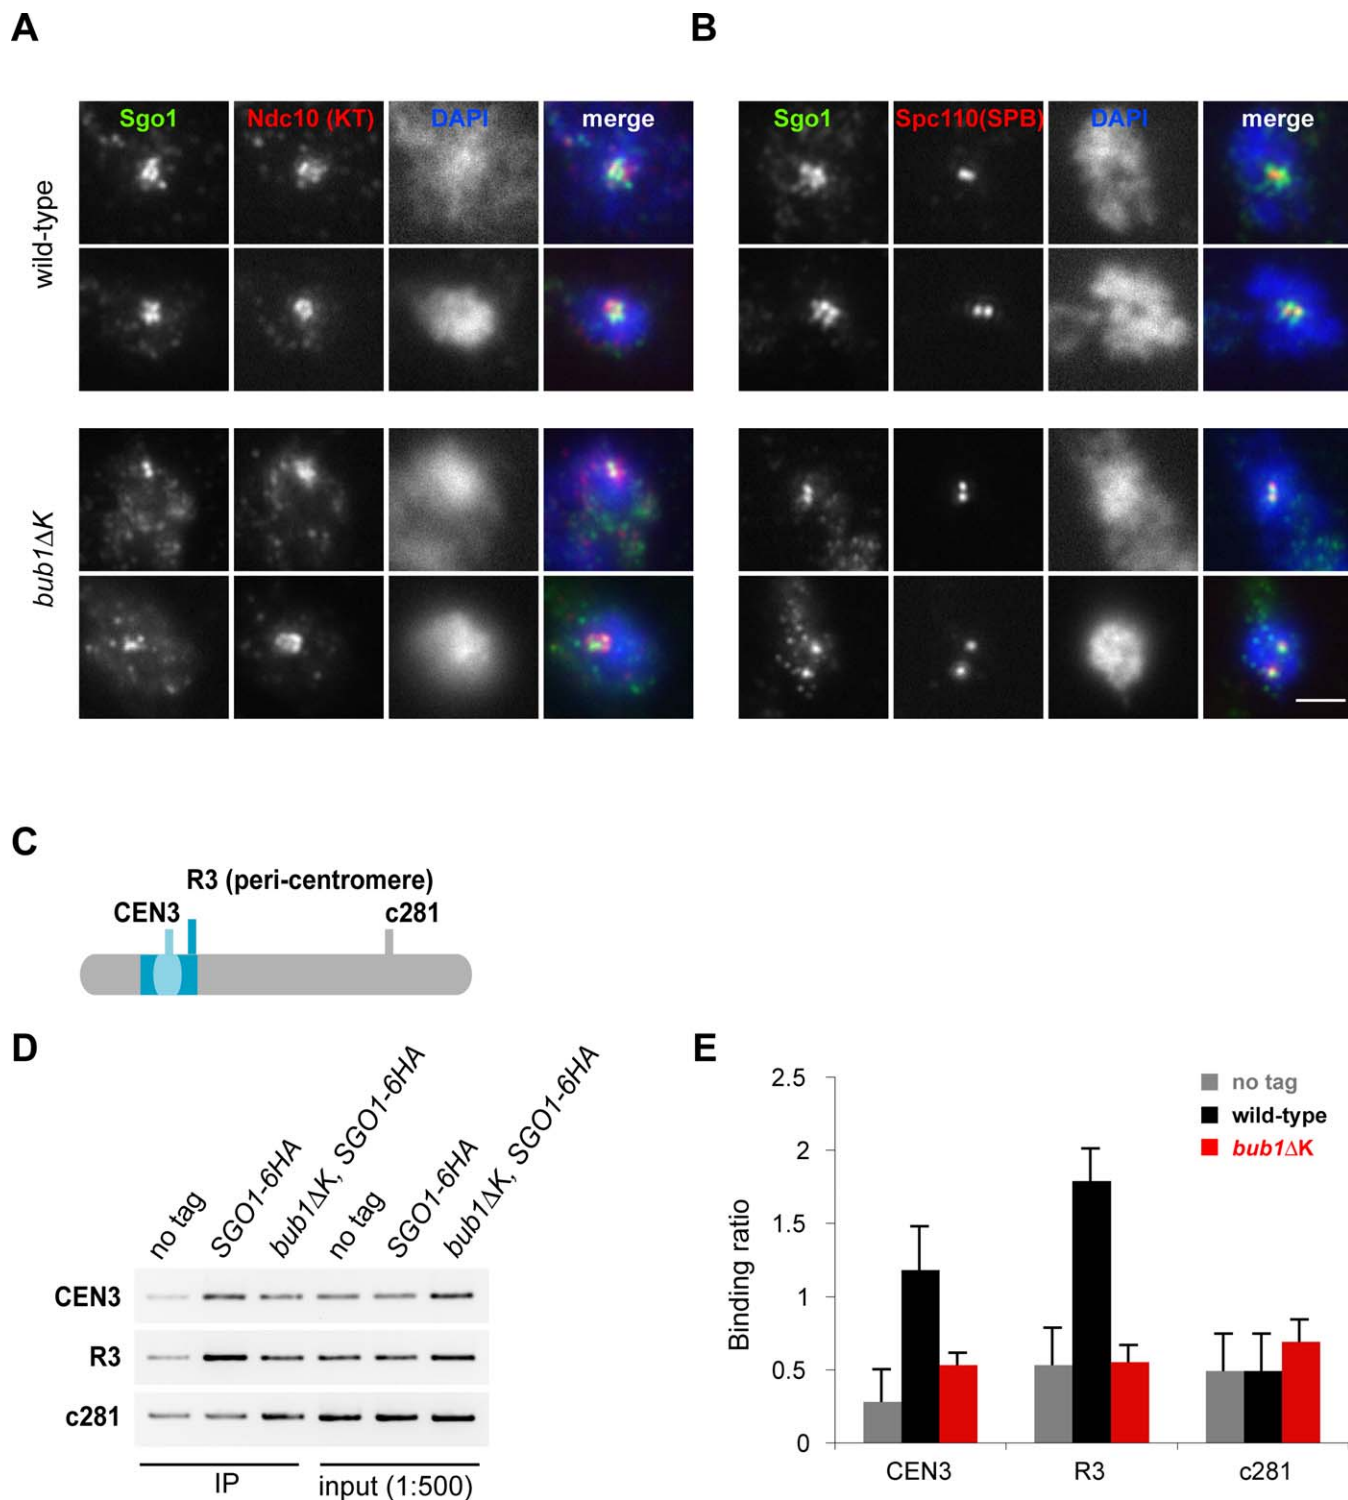 A
B
Sgo1 Ndc10 (KT) DAPI merge
Sgo1 Spc110(SPB) DAPI merge
wild-type
bub1ΔK
C
R3 (peri-centromere)
CEN3
c281
D
no tag
SGO1-6HA
bub1ΔK, SGO1-6HA
no tag
SGO1-6HA
bub1ΔK, SGO1-6HA
CEN3
R3
c281
IP
input (1:500)
E
no tag
wild-type
bub1ΔK
Binding ratio
2.5
2
1.5
1
0.5
0
CEN3
R3
c281